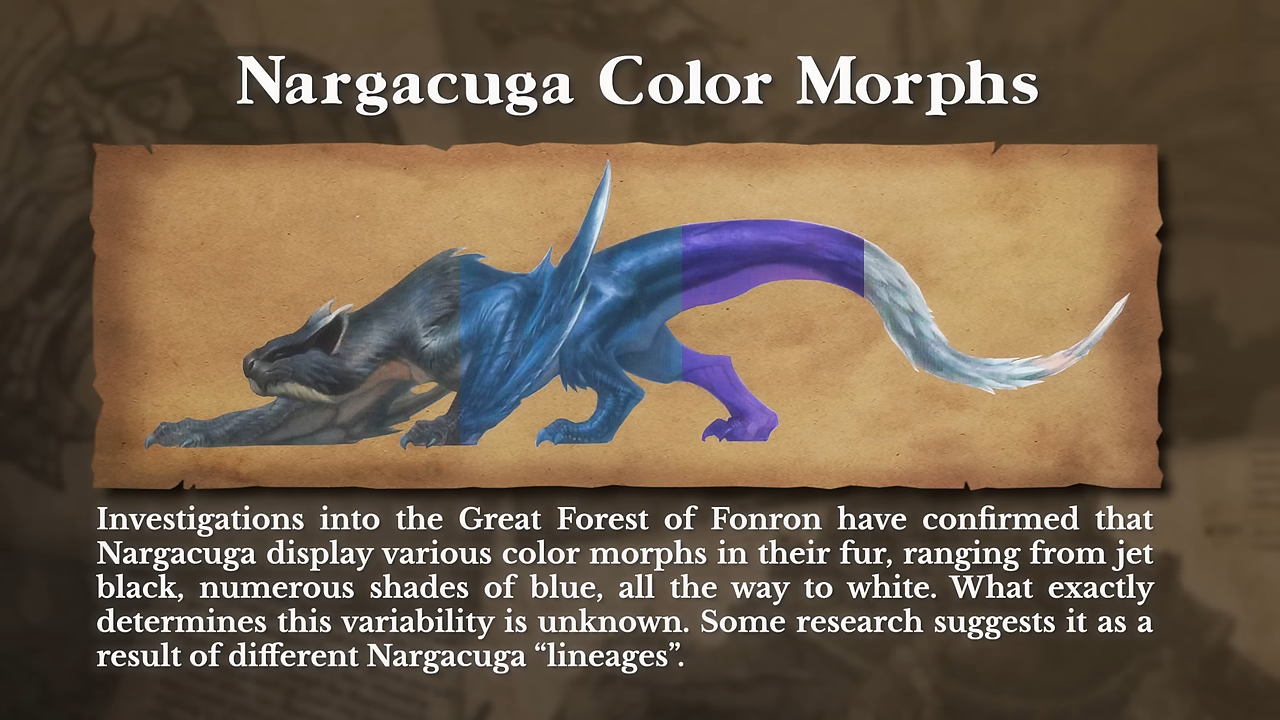 Nargacuga Color Morphs
Investigations into the Great Forest of Fonron have confirmed that
Nargacuga display various color morphs in their fur, ranging from jet
black, numerous shades of blue, all the way to white. What exactly
determines this variability is unknown. Some research suggests it as a
result of different Nargacuga “lineages”.